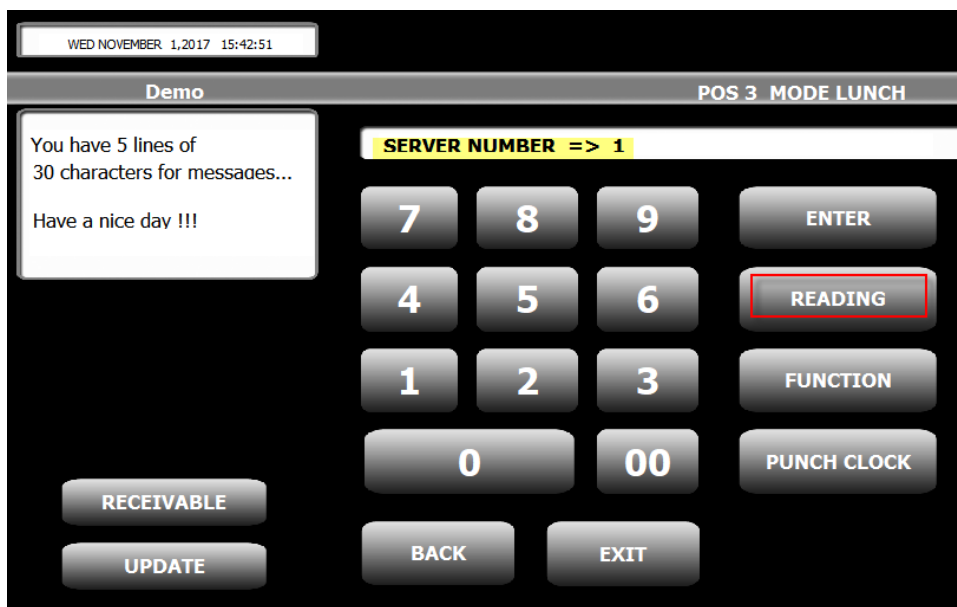 WED NOVEMBER 1,2017 15:42:51
Demo
POS 3 MODE LUNCH
You have 5 lines of
30 characters for messages...
Have a nice day !!!
SERVER NUMBER => 1
7 8 9 ENTER
4 5 6 READING
1 2 3 FUNCTION
0 00 PUNCH CLOCK
RECEIVABLE
BACK EXIT
UPDATE